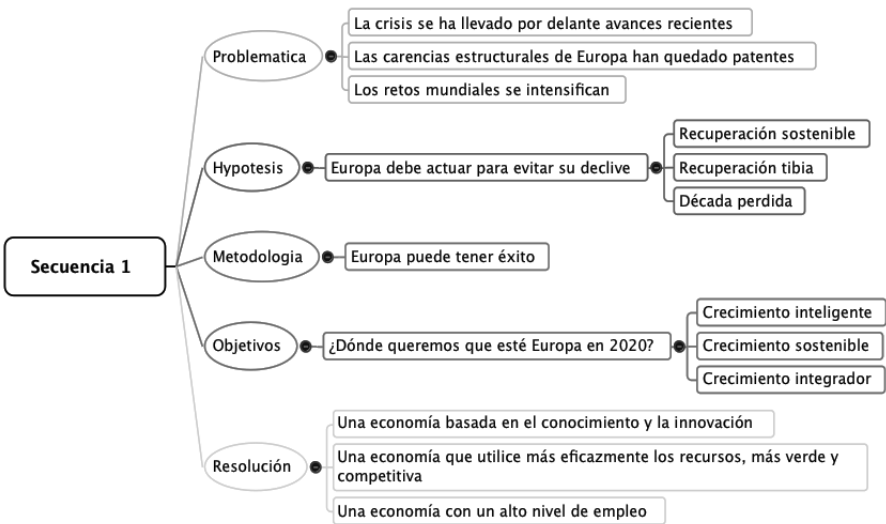 Secuencia 1
Problematica
La crisis se ha llevado por delante avances recientes
Las carencias estructurales de Europa han quedado patentes
Los retos mundiales se intensifican
Hypotesis
Europa debe actuar para evitar su declive
Recuperación sostenible
Recuperación tibia
Década perdida
Metodologia
Europa puede tener éxito
Objetivos
¿Dónde queremos que esté Europa en 2020?
Crecimiento inteligente
Crecimiento sostenible
Crecimiento integrador
Resolución
Una economía basada en el conocimiento y la innovación
Una economía que utilice más eficazmente los recursos, más verde y
competitiva
Una economía con un alto nivel de empleo